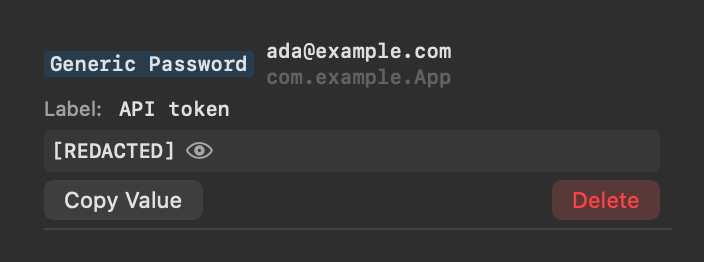 Generic Password
ada@example.com
com.example.App
Label: API token
[REDACTED]
Copy Value
Delete